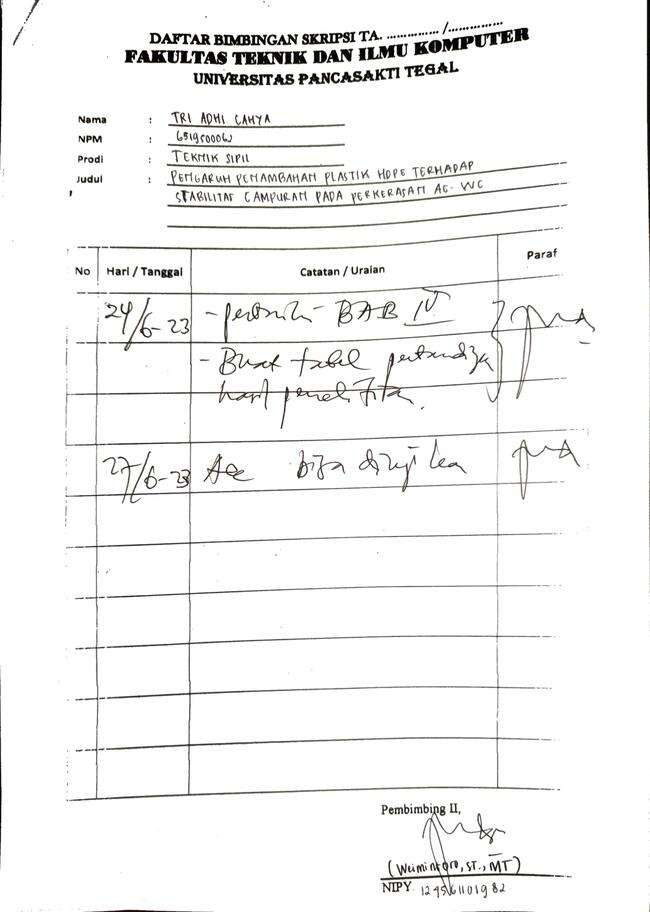 DAFTAR BIMBINGAN SKRIPSI TA. ............... /...............
FAKULTAS TEKNIK DAN ILMU KOMPUTER
UNIVERSITAS PANCASAKTI TEGAL
Nama : TRI ADHI CAHYA
NPM :
Prodi : TEKNIK SIPIL
Judul : PENGARUH PENAMBAHAN PLASTIK HDPE TERHADAP
STABILITAS CAMPURAN PADA PERKERASAN AC-WC
No Hari / Tanggal Catatan / Uraian Paraf
24/6-23 - BAB IV
- Buat tabel
hasil penelitian.
27/6-23 Acc bisa diujikan
Pembimbing II,
(Weimintoro, ST., MT)
NIPY 129561101982